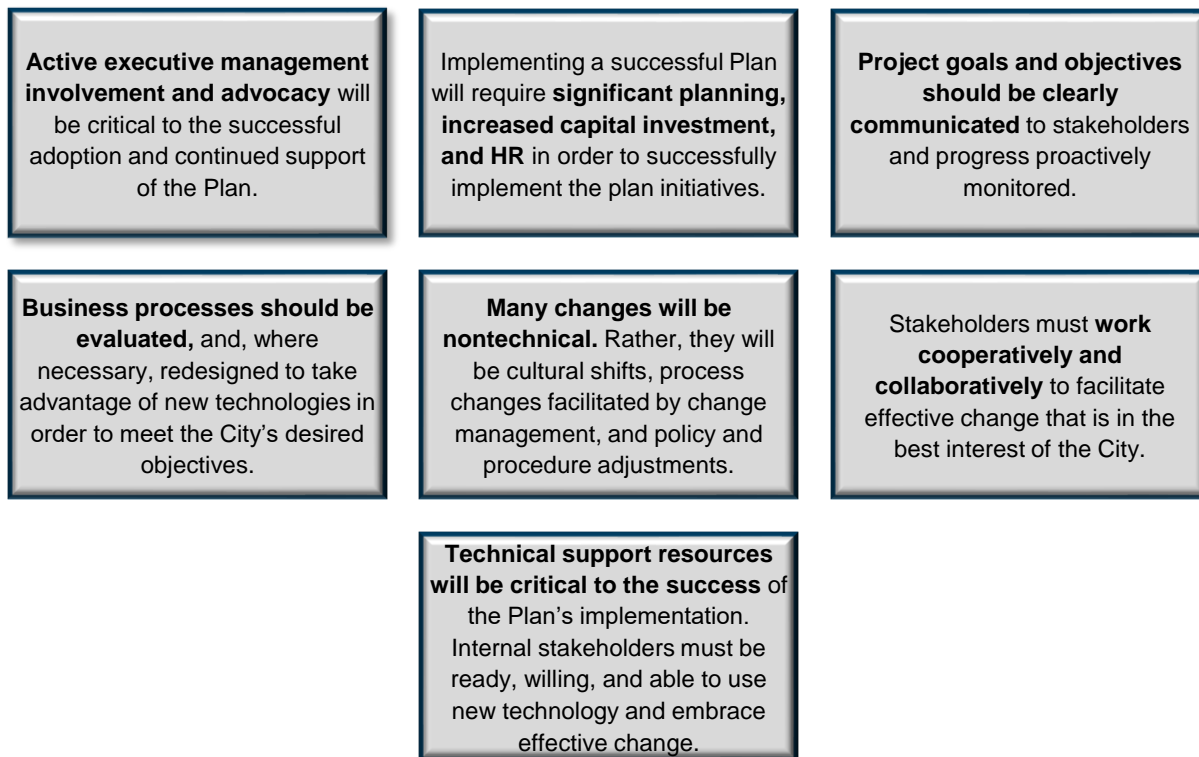 Active executive management
involvement and advocacy will
be critical to the successful
adoption and continued support
of the Plan.
Implementing a successful Plan
will require significant planning,
increased capital investment,
and HR in order to successfully
implement the plan initiatives.
Project goals and objectives
should be clearly
communicated to stakeholders
and progress proactively
monitored.
Business processes should be
evaluated, and, where
necessary, redesigned to take
advantage of new technologies in
order to meet the City’s desired
objectives.
Many changes will be
nontechnical. Rather, they will
be cultural shifts, process
changes facilitated by change
management, and policy and
procedure adjustments.
Stakeholders must work
cooperatively and
collaboratively to facilitate
effective change that is in the
best interest of the City.
Technical support resources
will be critical to the success of
the Plan’s implementation.
Internal stakeholders must be
ready, willing, and able to use
new technology and embrace
effective change.